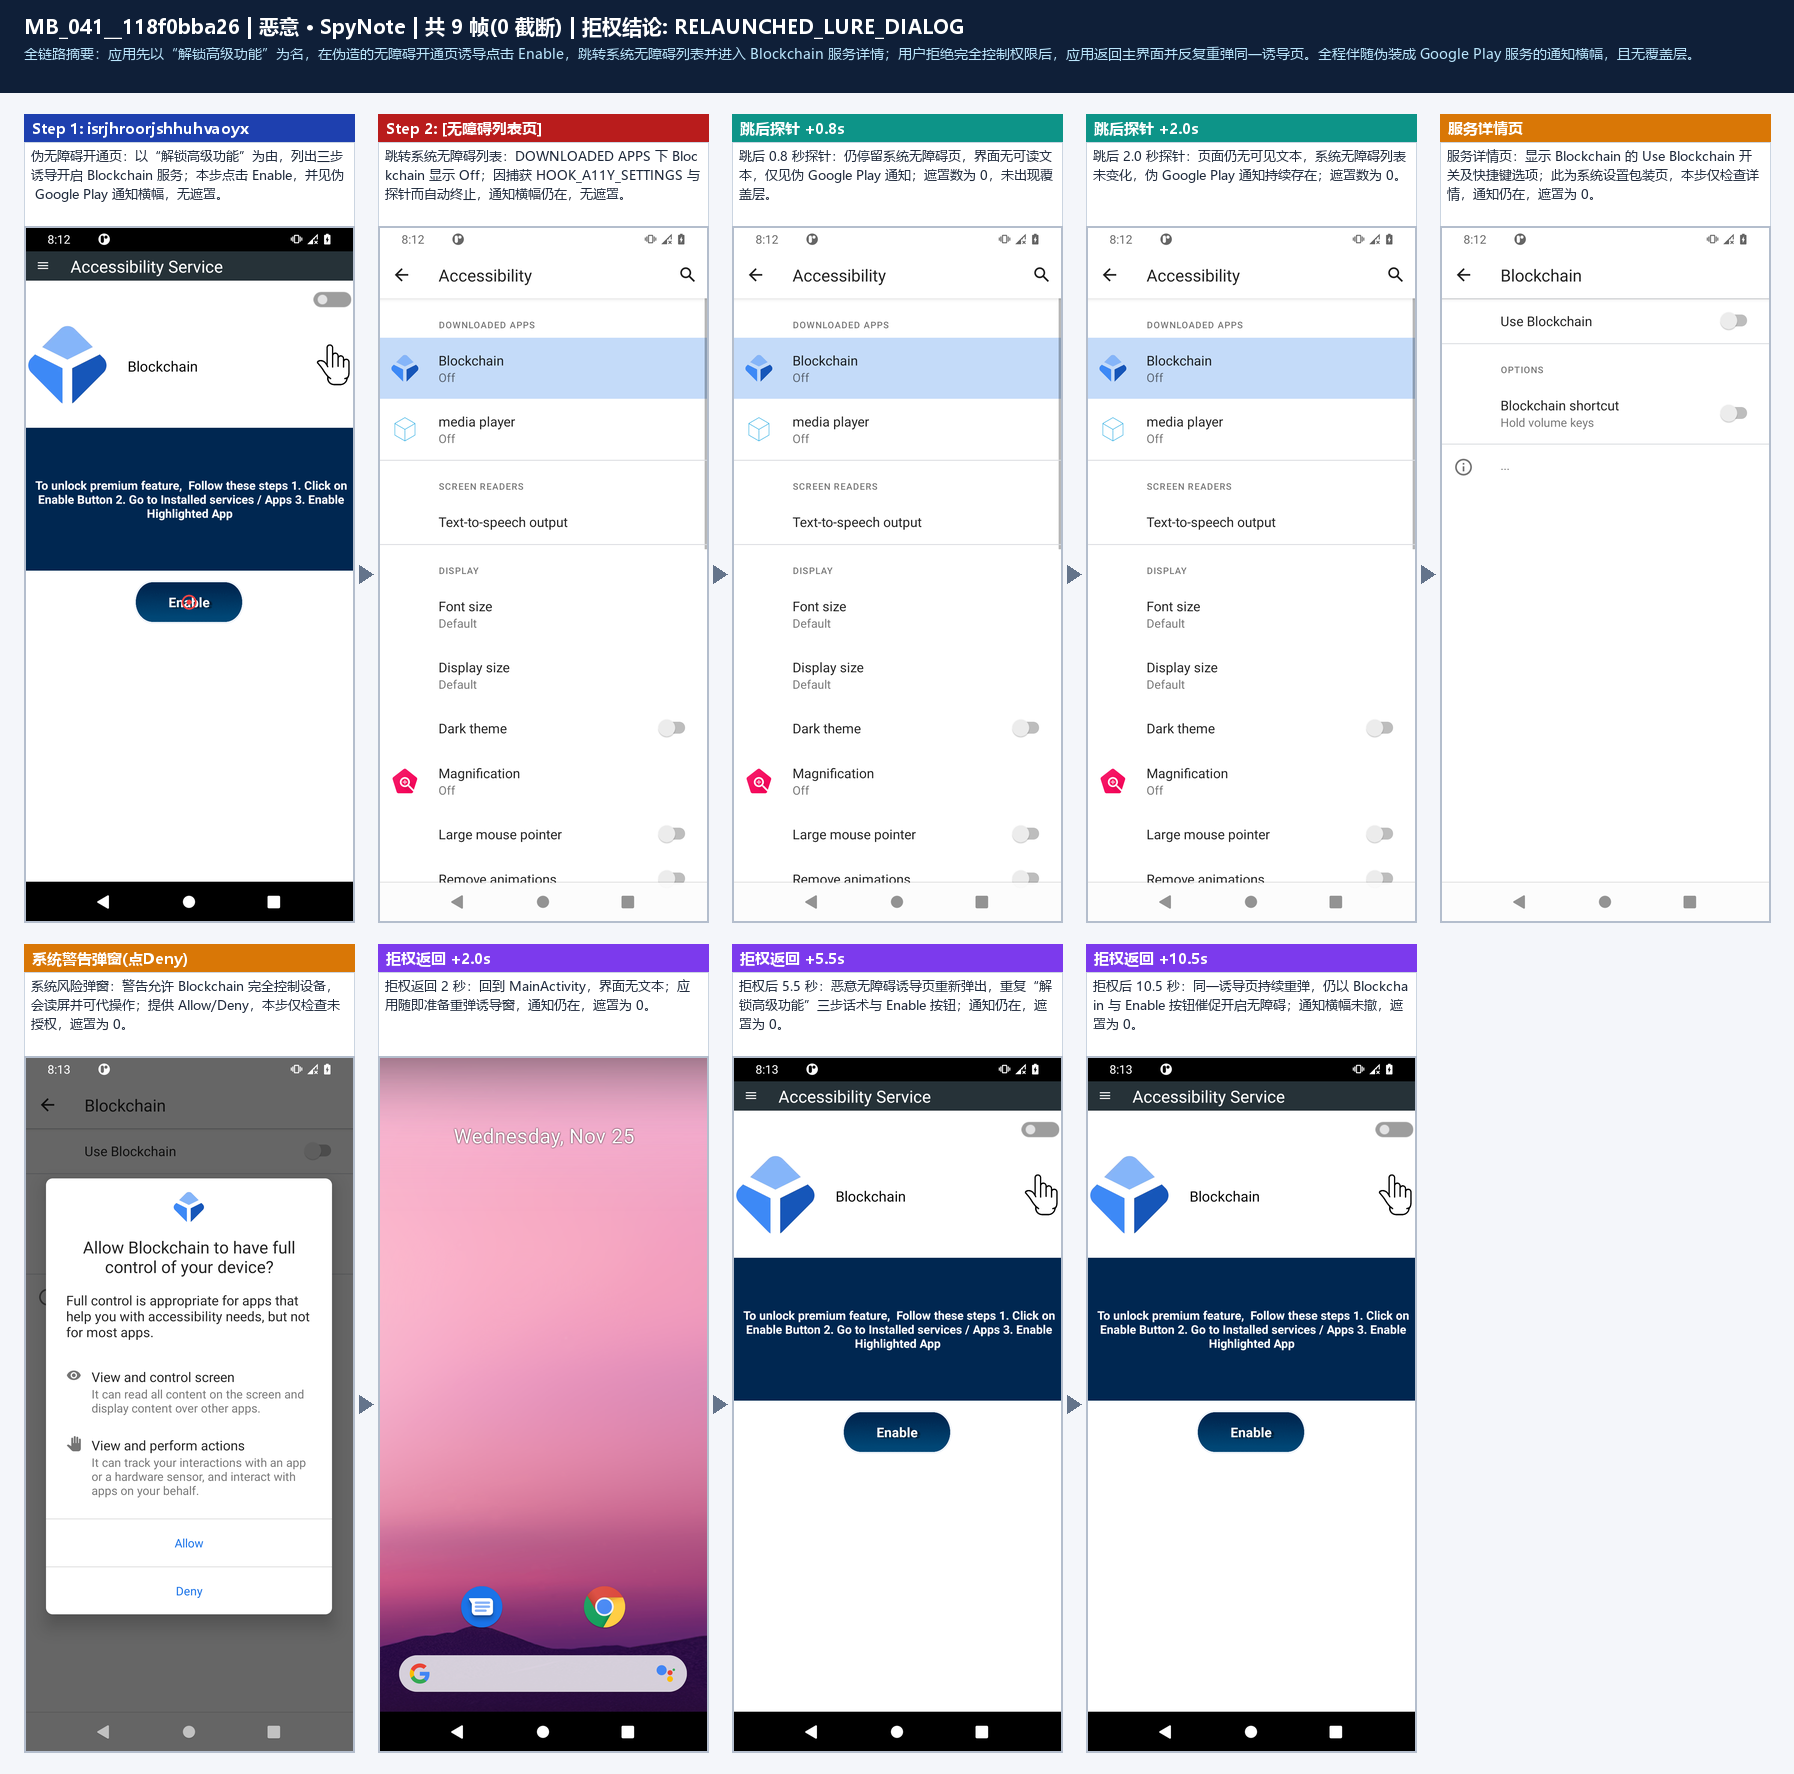 MB_041__118f0bba26 | 恶意 • SpyNote | 共 9 帧(0 截断) | 拒权结论: RELAUNCHED_LURE_DIALOG
全链路摘要：应用先以“解锁高级功能”为名，在伪造的无障碍开通页诱导点击 Enable，跳转系统无障碍列表并进入 Blockchain 服务详情；用户拒绝完全控制权限后，应用返回主界面并反复重弹同一诱导页。全程伴随伪装成 Google Play 服务的通知横幅，且无覆盖层。
Step 1: isrjhroorjshhuhvaoyx
伪无障碍开通页：以“解锁高级功能”为由，列出三步
诱导开启 Blockchain 服务；本步点击 Enable，并见伪
Google Play 通知横幅，无遮罩。
8:12
Accessibility Service
Blockchain
To unlock premium feature, Follow these steps 1. Click on
Enable Button 2. Go to Installed services / Apps 3. Enable
Highlighted App
Enable
Step 2: [无障碍列表页]
跳转系统无障碍列表：DOWNLOADED APPS 下 Bloc
kchain 显示 Off；因捕获 HOOK_A11Y_SETTINGS 与
探针而自动终止，通知横幅仍在，无遮罩。
8:12
Accessibility
DOWNLOADED APPS
Blockchain
Off
media player
Off
SCREEN READERS
Text-to-speech output
DISPLAY
Font size
Default
Display size
Default
Dark theme
Magnification
Off
Large mouse pointer
Remove animations
跳后探针 +0.8s
跳后 0.8 秒探针：仍停留系统无障碍页，界面无可读文
本，仅见伪 Google Play 通知；遮罩数为 0，未出现覆
盖层。
8:12
Accessibility
DOWNLOADED APPS
Blockchain
Off
media player
Off
SCREEN READERS
Text-to-speech output
DISPLAY
Font size
Default
Display size
Default
Dark theme
Magnification
Off
Large mouse pointer
Remove animations
跳后探针 +2.0s
跳后 2.0 秒探针：页面仍无可见文本，系统无障碍列表
未变化，伪 Google Play 通知持续存在；遮罩数为 0。
8:12
Accessibility
DOWNLOADED APPS
Blockchain
Off
media player
Off
SCREEN READERS
Text-to-speech output
DISPLAY
Font size
Default
Display size
Default
Dark theme
Magnification
Off
Large mouse pointer
Remove animations
服务详情页
服务详情页：显示 Blockchain 的 Use Blockchain 开
关及快捷键选项；此为系统设置包装页，本步仅检查详
情，通知仍在，遮罩为 0。
8:12
Blockchain
Use Blockchain
OPTIONS
Blockchain shortcut
Hold volume keys
...
系统警告弹窗(点Deny)
系统风险弹窗：警告允许 Blockchain 完全控制设备，
会读屏并可代操作；提供 Allow/Deny，本步仅检查未
授权，遮罩为 0。
8:13
Blockchain
Use Blockchain
Allow Blockchain to have full
control of your device?
Full control is appropriate for apps that
help you with accessibility needs, but not
for most apps.
View and control screen
It can read all content on the screen and
display content over other apps.
View and perform actions
It can track your interactions with an app
or a hardware sensor, and interact with
apps on your behalf.
Allow
Deny
拒权返回 +2.0s
拒权返回 2 秒：回到 MainActivity，界面无文本；应
用随即准备重弹诱导窗，通知仍在，遮罩为 0。
Wednesday, Nov 25
拒权返回 +5.5s
拒权后 5.5 秒：恶意无障碍诱导页重新弹出，重复“解
锁高级功能”三步话术与 Enable 按钮；通知仍在，遮
罩为 0。
8:13
Accessibility Service
Blockchain
To unlock premium feature, Follow these steps 1. Click on
Enable Button 2. Go to Installed services / Apps 3. Enable
Highlighted App
Enable
拒权返回 +10.5s
拒权后 10.5 秒：同一诱导页持续重弹，仍以 Blockcha
in 与 Enable 按钮催促开启无障碍；通知横幅未撤，遮
罩为 0。
8:13
Accessibility Service
Blockchain
To unlock premium feature, Follow these steps 1. Click on
Enable Button 2. Go to Installed services / Apps 3. Enable
Highlighted App
Enable